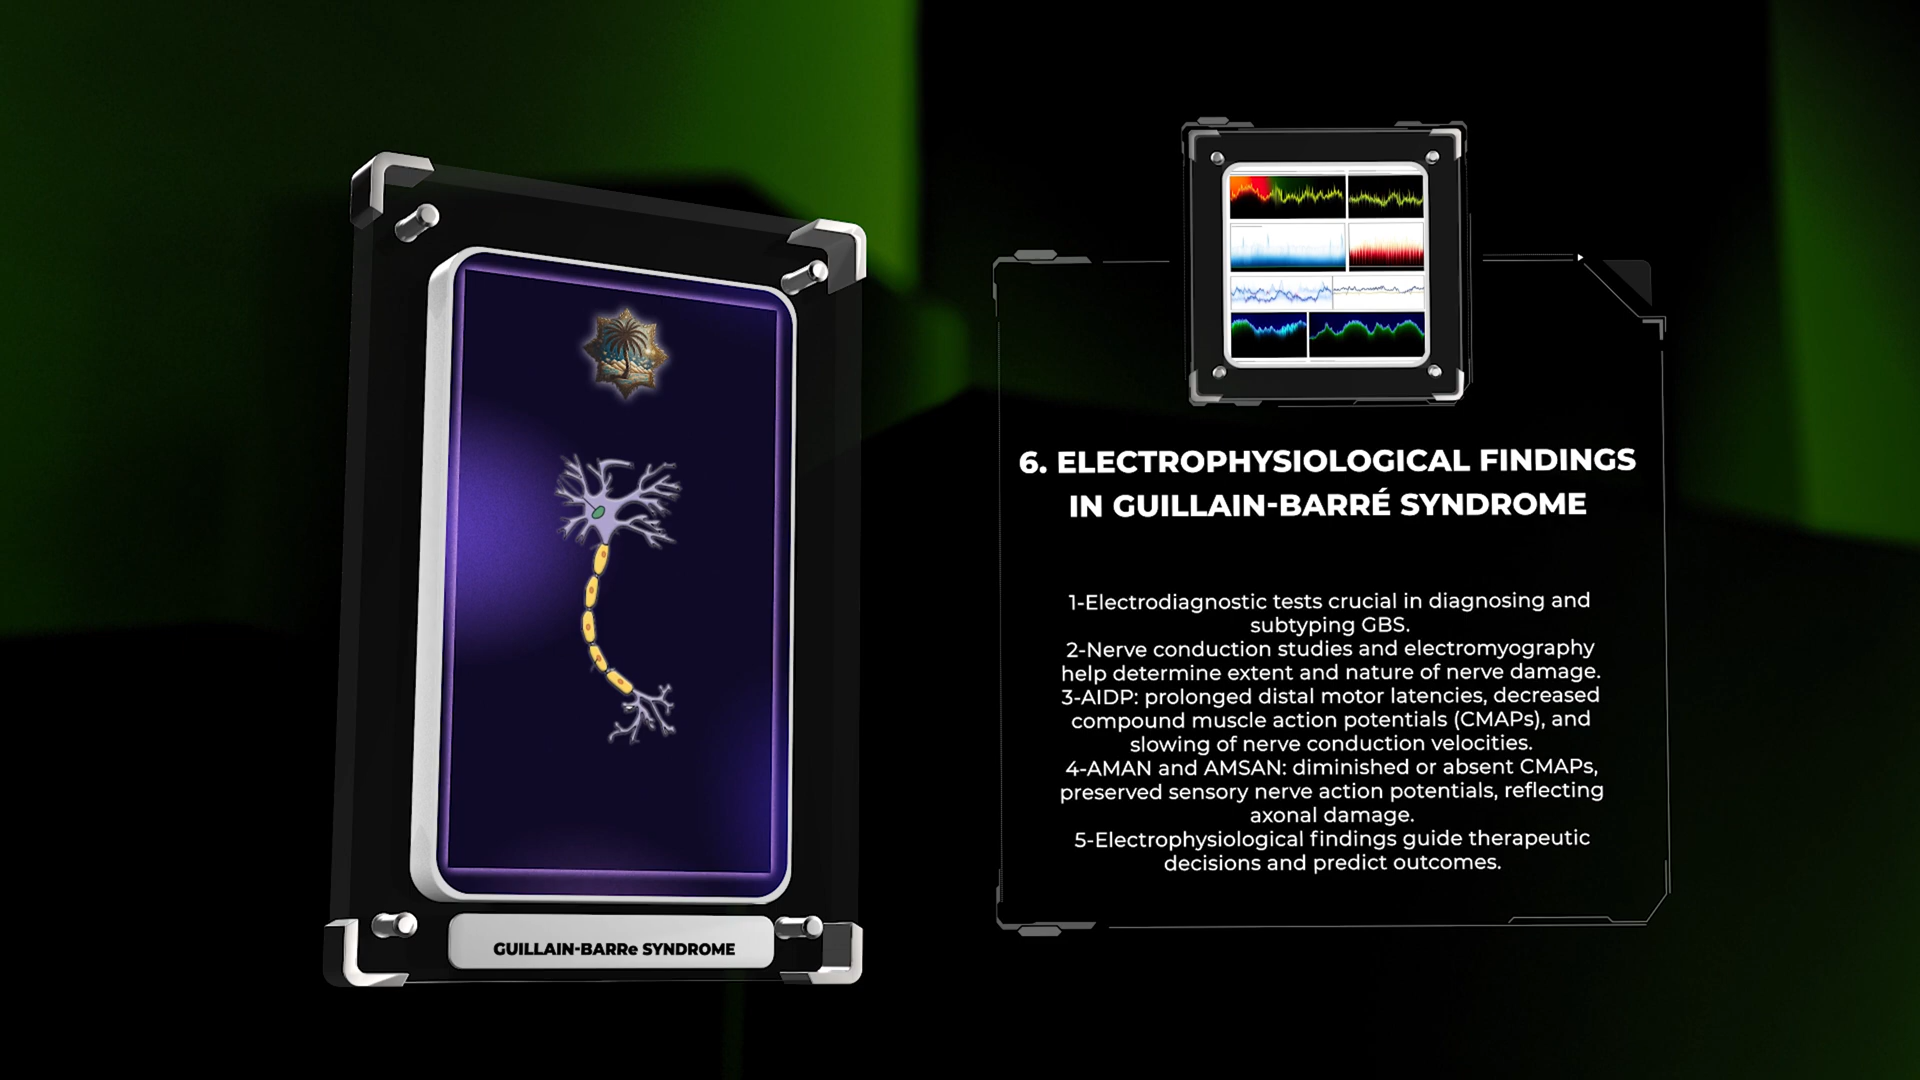 GUILLAIN-BARRe SYNDROME
6. ELECTROPHYSIOLOGICAL FINDINGS
IN GUILLAIN-BARRÉ SYNDROME
1-Electrodiagnostic tests crucial in diagnosing and
subtyping GBS.
2-Nerve conduction studies and electromyography
help determine extent and nature of nerve damage.
3-AIDP: prolonged distal motor latencies, decreased
compound muscle action potentials (CMAPs), and
slowing of nerve conduction velocities.
4-AMAN and AMSAN: diminished or absent CMAPs,
preserved sensory nerve action potentials, reflecting
axonal damage.
5-Electrophysiological findings guide therapeutic
decisions and predict outcomes.